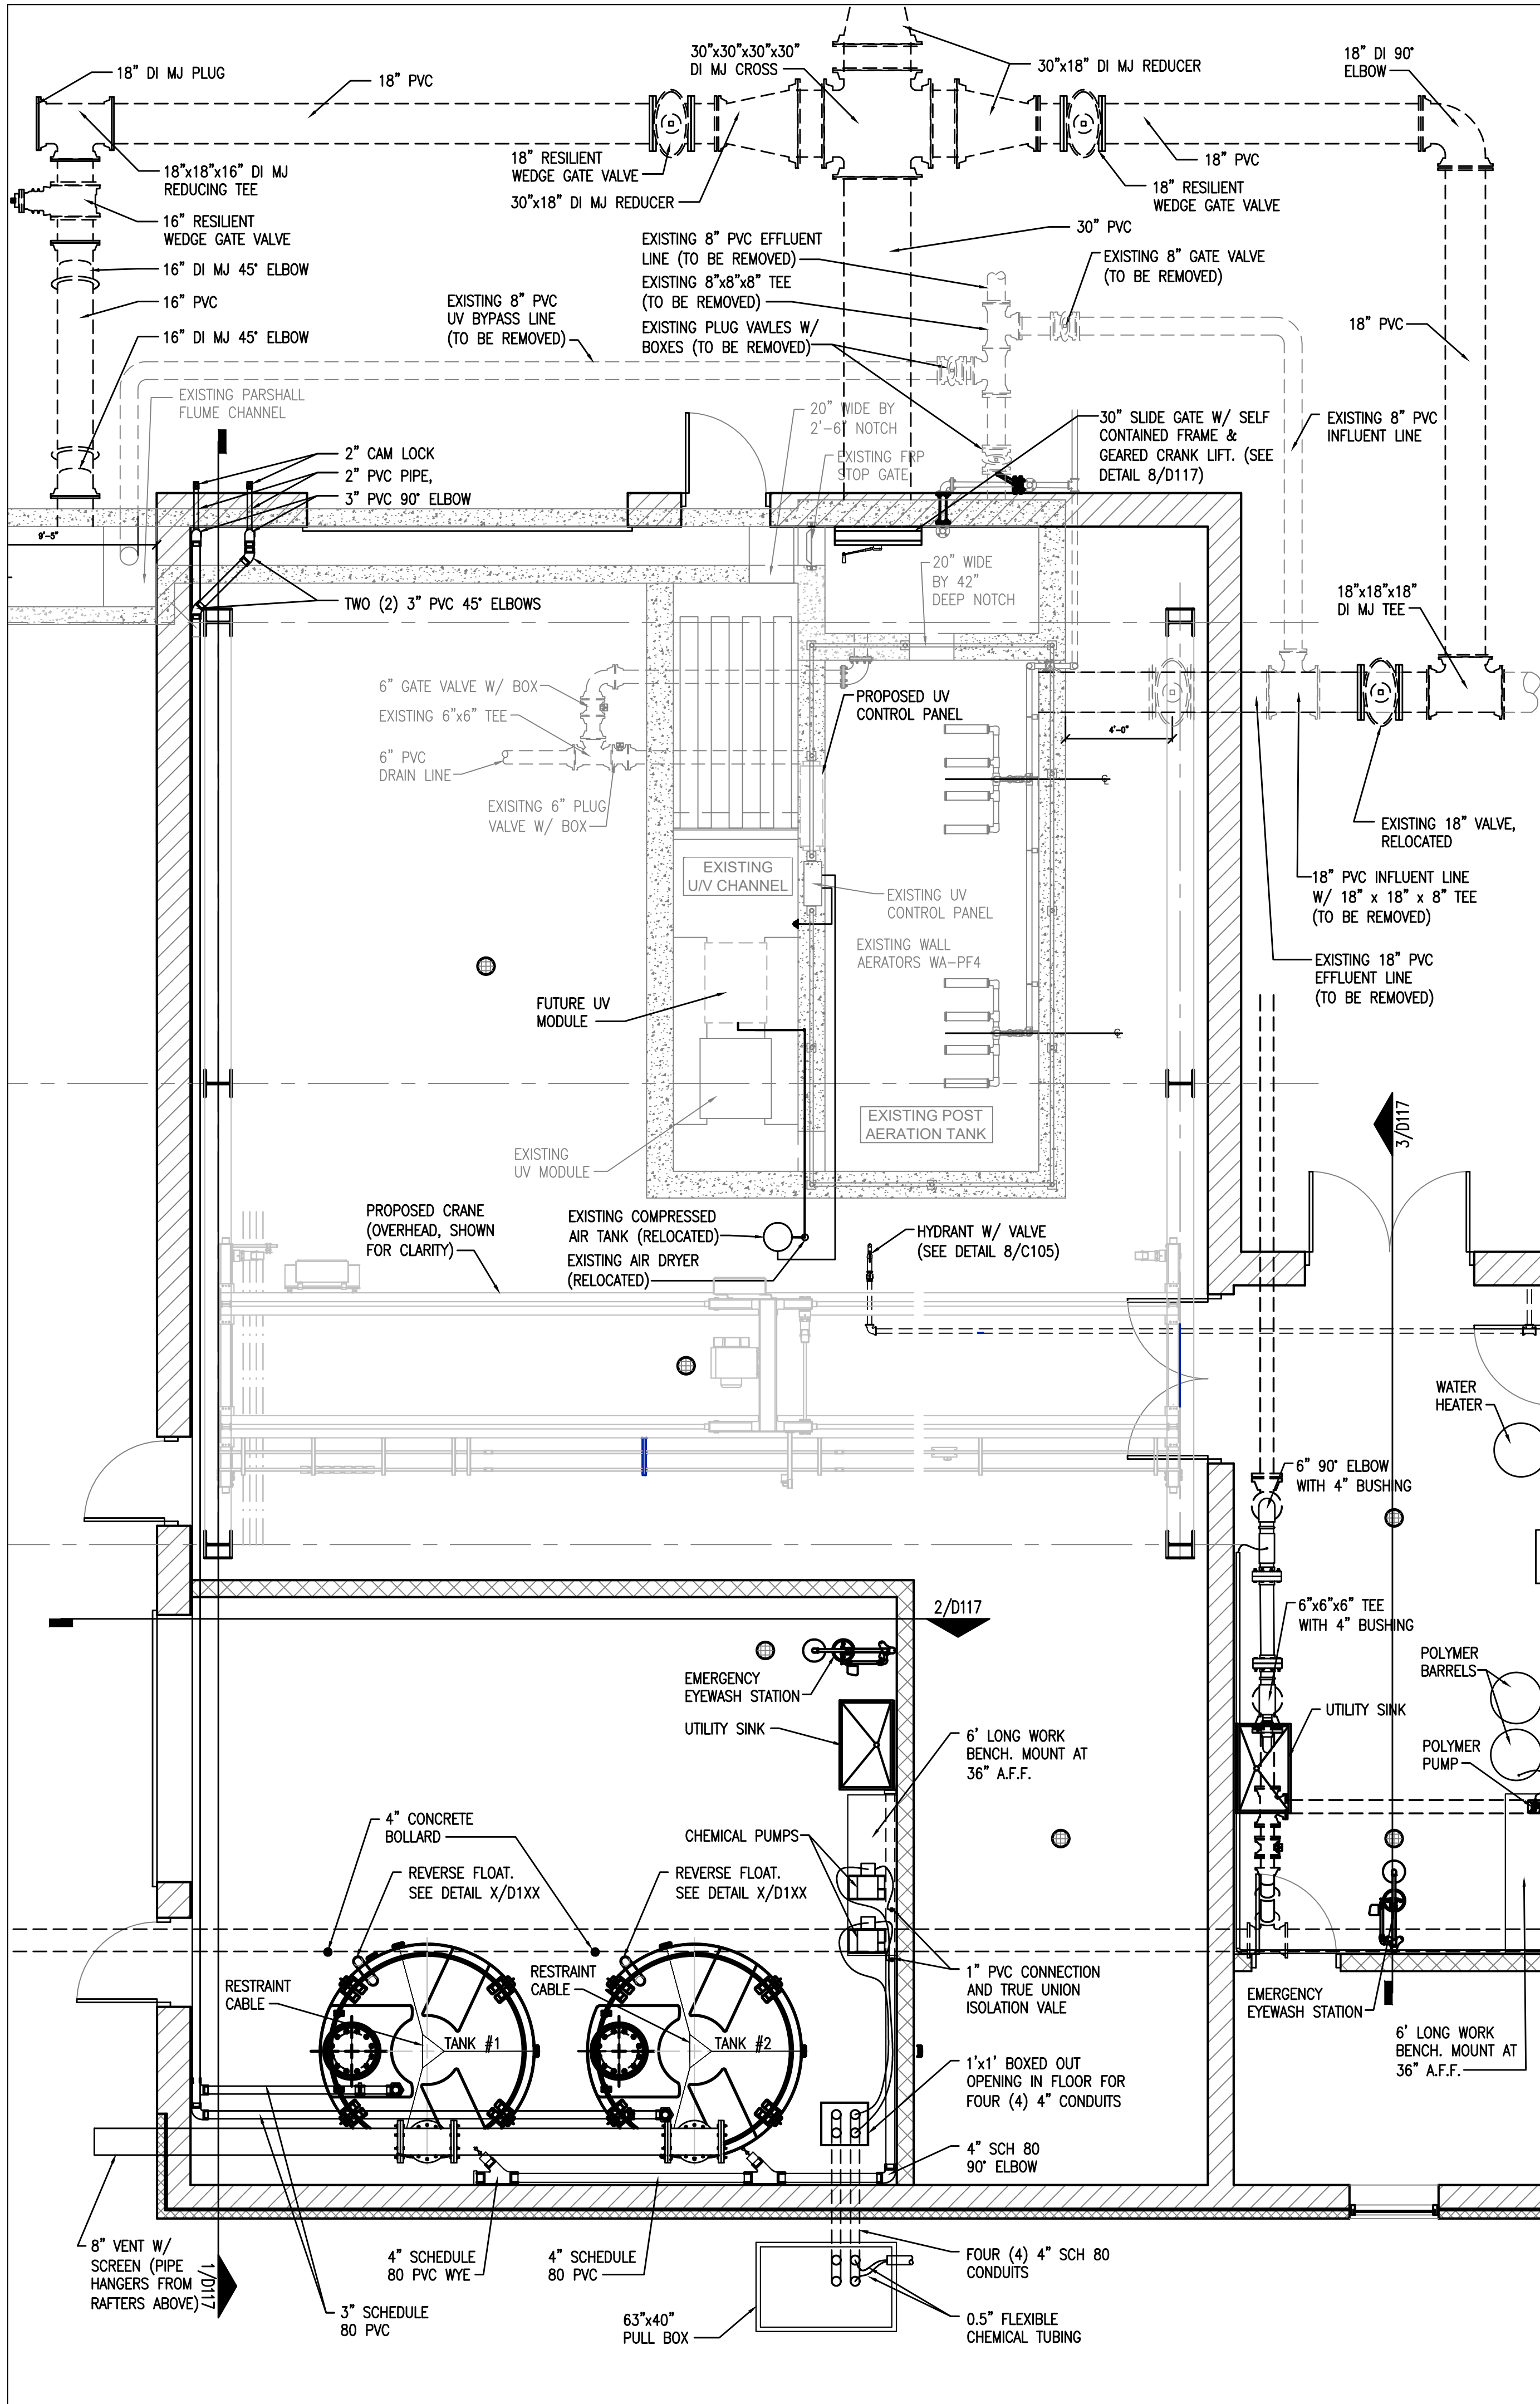 18” DI MJ PLUG
18” PVC
30”x30”x30”x30”
DI MJ CROSS
30”x18” DI MJ REDUCER
18” DI 90°
ELBOW
18”x18”x16” DI MJ
REDUCING TEE
18” RESILIENT
WEDGE GATE VALVE
30”x18” DI MJ REDUCER
18” PVC
18” RESILIENT
WEDGE GATE VALVE
16” RESILIENT
WEDGE GATE VALVE
16” DI MJ 45° ELBOW
16” PVC
16” DI MJ 45° ELBOW
30” PVC
EXISTING 8” PVC EFFLUENT
LINE (TO BE REMOVED)
EXISTING 8”x8”x8” TEE
(TO BE REMOVED)
EXISTING PLUG VAVLES W/
BOXES (TO BE REMOVED)
EXISTING 8” GATE VALVE
(TO BE REMOVED)
EXISTING 8” PVC
UV BYPASS LINE
(TO BE REMOVED)
18” PVC
EXISTING PARSHALL
FLUME CHANNEL
20” WIDE BY
2’-6” NOTCH
EXISTING FRP
STOP GATE
30” SLIDE GATE W/ SELF
CONTAINED FRAME &
GEARED CRANK LIFT. (SEE
DETAIL 8/D117)
EXISTING 8” PVC
INFLUENT LINE
2” CAM LOCK
2” PVC PIPE,
3” PVC 90° ELBOW
9’-5”
20” WIDE
BY 42”
DEEP NOTCH
TWO (2) 3” PVC 45° ELBOWS
18”x18”x18”
DI MJ TEE
6” GATE VALVE W/ BOX
EXISTING 6”x6” TEE
6” PVC
DRAIN LINE
EXISITNG 6” PLUG
VALVE W/ BOX
PROPOSED UV
CONTROL PANEL
4’-0”
EXISTING 18” VALVE,
RELOCATED
EXISTING
U/V CHANNEL
EXISTING UV
CONTROL PANEL
18” PVC INFLUENT LINE
W/ 18” x 18” x 8” TEE
(TO BE REMOVED)
EXISTING WALL
AERATORS WA-PF4
EXISTING 18” PVC
EFFLUENT LINE
(TO BE REMOVED)
FUTURE UV
MODULE
EXISTING POST
AERATION TANK
3/D117
EXISTING
UV MODULE
PROPOSED CRANE
(OVERHEAD, SHOWN
FOR CLARITY)
EXISTING COMPRESSED
AIR TANK (RELOCATED)
EXISTING AIR DRYER
(RELOCATED)
HYDRANT W/ VALVE
(SEE DETAIL 8/C105)
WATER
HEATER
6” 90° ELBOW
WITH 4” BUSHING
2/D117
6”x6”x6” TEE
WITH 4” BUSHING
EMERGENCY
EYEWASH STATION
UTILITY SINK
POLYMER
BARRELS
UTILITY SINK
POLYMER
PUMP
6’ LONG WORK
BENCH. MOUNT AT
36” A.F.F.
4” CONCRETE
BOLLARD
CHEMICAL PUMPS
REVERSE FLOAT.
SEE DETAIL X/D1XX
REVERSE FLOAT.
SEE DETAIL X/D1XX
RESTRAINT
CABLE
RESTRAINT
CABLE
1” PVC CONNECTION
AND TRUE UNION
ISOLATION VALE
EMERGENCY
EYEWASH STATION
TANK #1
TANK #2
6’ LONG WORK
BENCH. MOUNT AT
36” A.F.F.
1’x1’ BOXED OUT
OPENING IN FLOOR FOR
FOUR (4) 4” CONDUITS
4” SCH 80
90° ELBOW
8” VENT W/
SCREEN (PIPE
HANGERS FROM
RAFTERS ABOVE)
1/D117
4” SCHEDULE
80 PVC WYE
4” SCHEDULE
80 PVC
FOUR (4) 4” SCH 80
CONDUITS
3” SCHEDULE
80 PVC
63”x40”
PULL BOX
0.5” FLEXIBLE
CHEMICAL TUBING